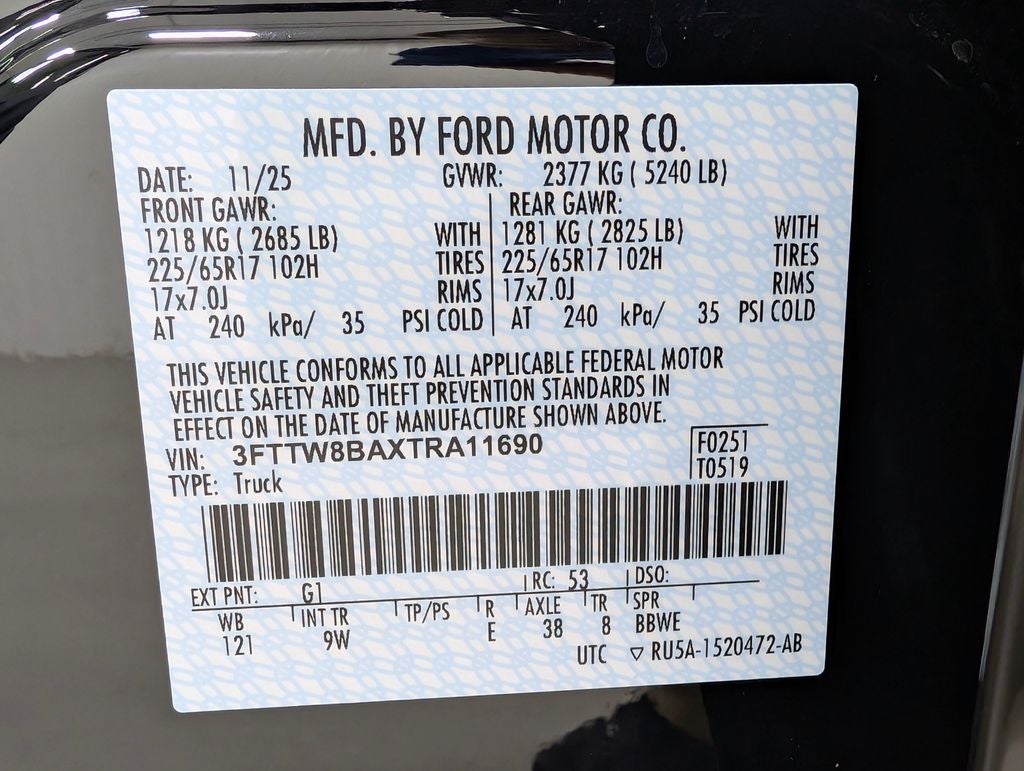 MFD. BY FORD MOTOR CO.
DATE: 11/25 GVWR: 2377 KG ( 5240 LB)
FRONT GAWR: REAR GAWR:
1218 KG ( 2685 LB) WITH 1281 KG ( 2825 LB) WITH
225/65R17 102H TIRES 225/65R17 102H TIRES
17x7.0J RIMS 17x7.0J RIMS
AT 240 kPa/ 35 PSI COLD AT 240 kPa/ 35 PSI COLD
THIS VEHICLE CONFORMS TO ALL APPLICABLE FEDERAL MOTOR
VEHICLE SAFETY AND THEFT PREVENTION STANDARDS IN
EFFECT ON THE DATE OF MANUFACTURE SHOWN ABOVE.
VIN: 3FTTW8BAXTRA11690 F0251
TYPE: Truck T0519
EXT PNT: G1 RC: 53 DSO:
WB INT TR TP/PS R AXLE TR SPR
121 9W E 38 8 BBWE
UTC ▽ RU5A-1520472-AB